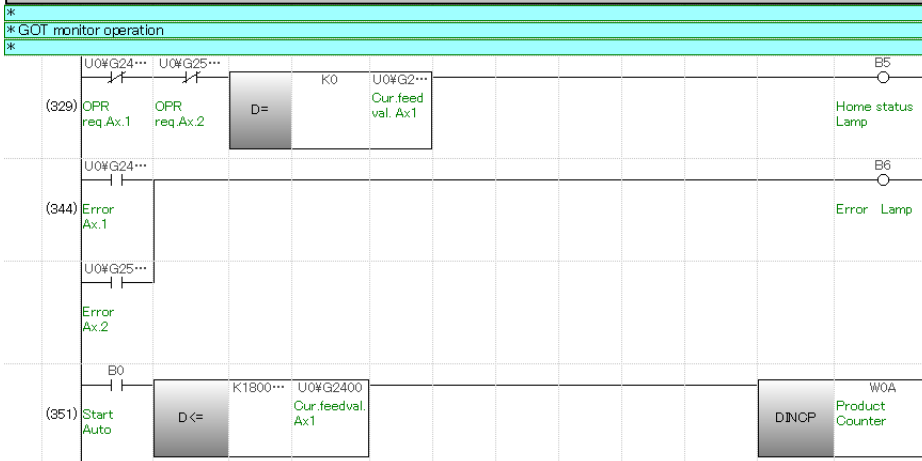 *
* GOT monitor operation
*
U0¥G24… U0¥G25… K0 U0¥G2… B5
(329) OPR req.Ax.1
OPR req.Ax.2
D=
Cur.feed val. Ax1
Home status Lamp
U0¥G24… B6
(344) Error Ax.1
Error Lamp
U0¥G25…
Error Ax.2
B0 K1800… U0¥G2400 W0A
(351) Start Auto
D<=
Cur.feedval. Ax1
DINCP
Product Counter